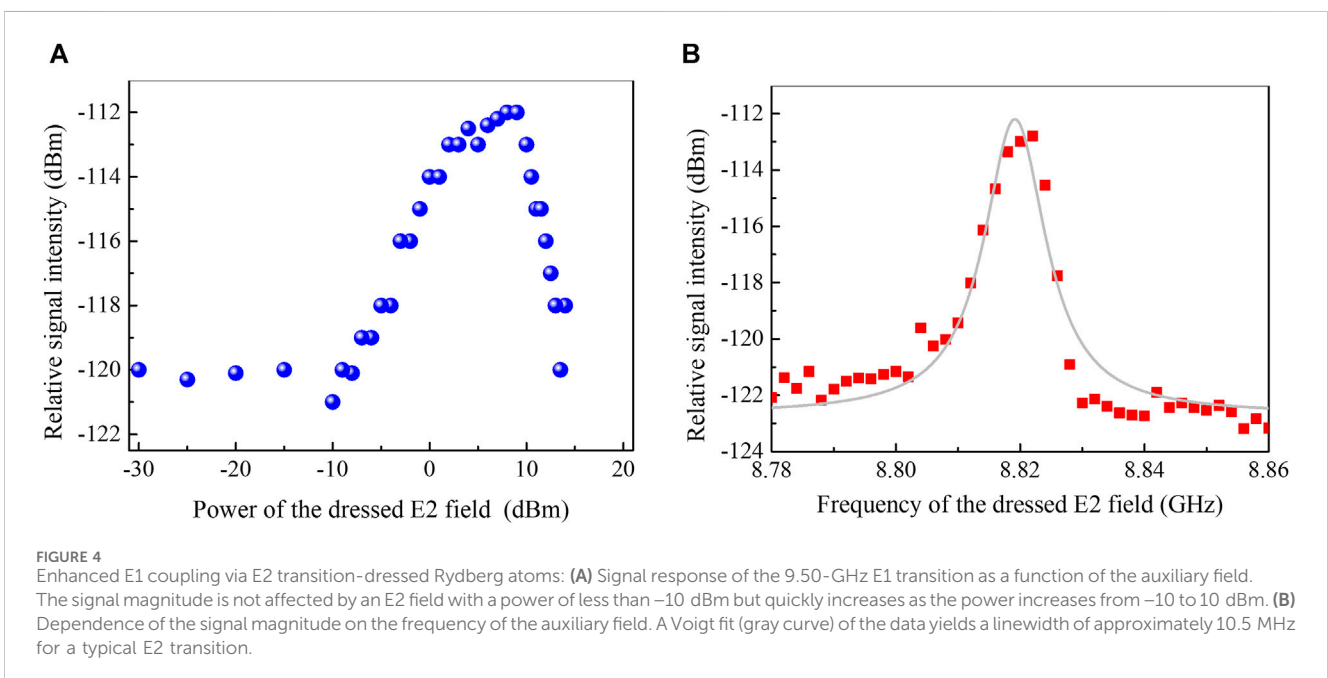 A
B
-112
-114
-116
-118
-120
-122
Relative signal intensity (dBm)
-30
-20
-10
0
10
20
Power of the dressed E2 field (dBm)
-112
-114
-116
-118
-120
-122
-124
Relative signal intensity (dBm)
8.78
8.80
8.82
8.84
8.86
Frequency of the dressed E2 field (GHz)
FIGURE 4
Enhanced E1 coupling via E2 transition-dressed Rydberg atoms: (A) Signal response of the 9.50-GHz E1 transition as a function of the auxiliary field.
The signal magnitude is not affected by an E2 field with a power of less than –10 dBm but quickly increases as the power increases from –10 to 10 dBm. (B)
Dependence of the signal magnitude on the frequency of the auxiliary field. A Voigt fit (gray curve) of the data yields a linewidth of approximately 10.5 MHz
for a typical E2 transition.